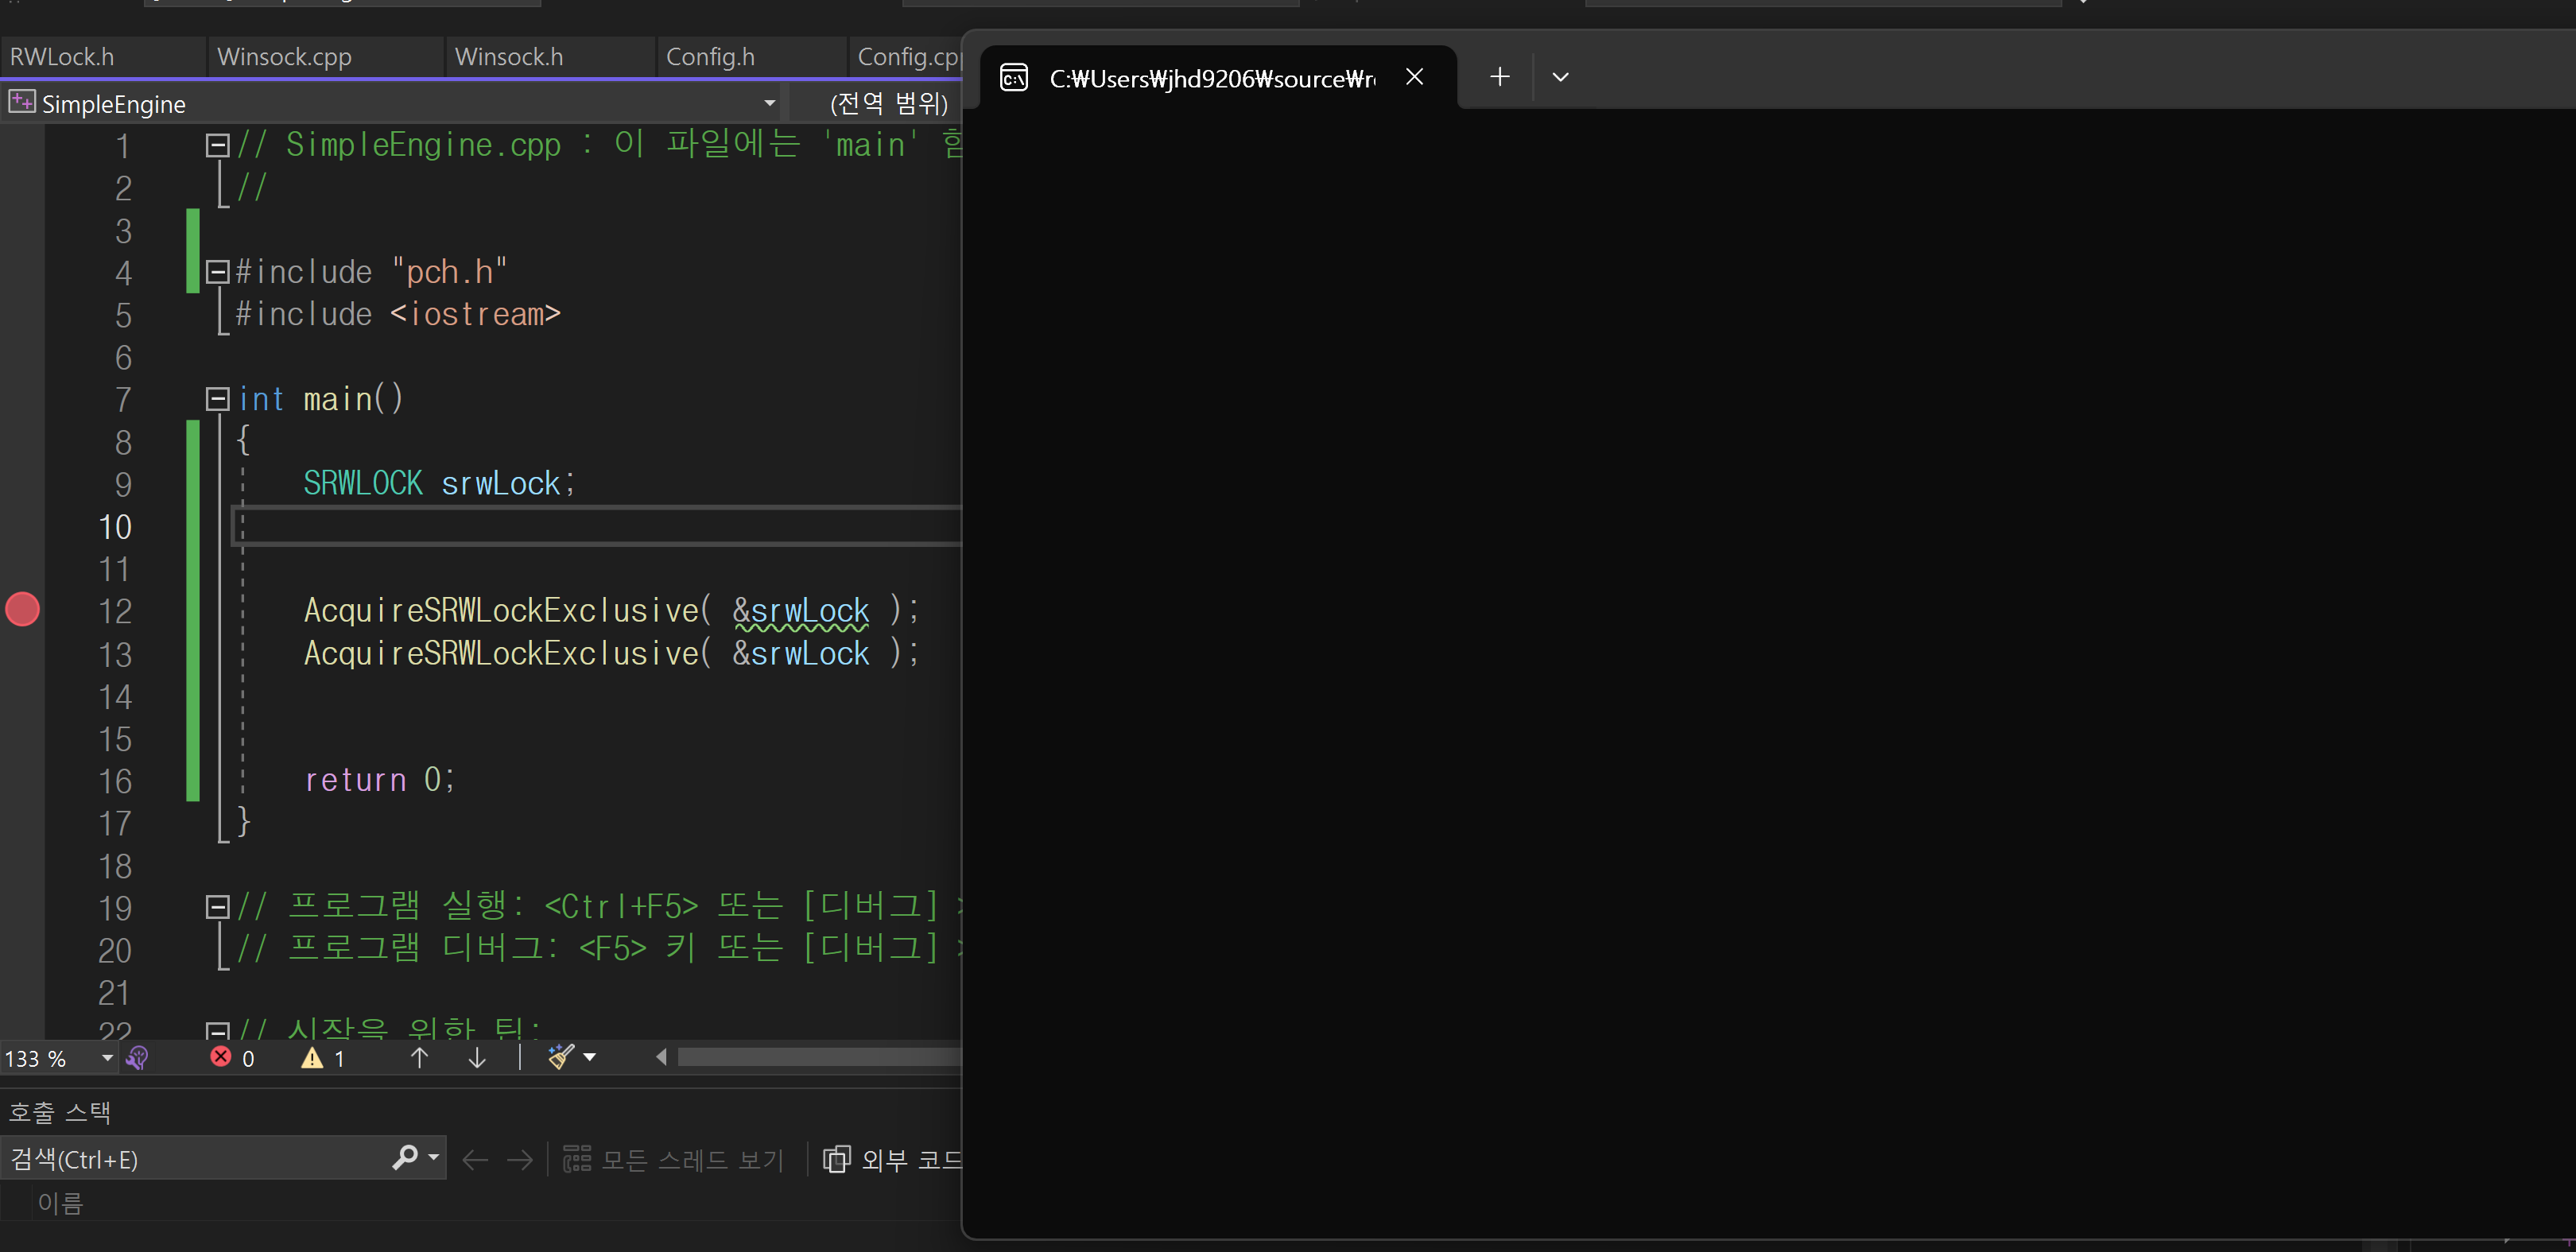 RWLock.h Winsock.cpp Winsock.h Config.h Config.cpp
C:₩Users₩jhd9206₩source₩r
SimpleEngine (전역 범위)
1 // SimpleEngine.cpp : 이 파일에는 'main' 함
2 //
3
4 #include "pch.h"
5 #include <iostream>
6
7 int main()
8 {
9 SRWLOCK srwLock;
10
11
12 AcquireSRWLockExclusive( &srwLock );
13 AcquireSRWLockExclusive( &srwLock );
14
15
16 return 0;
17 }
18
19 // 프로그램 실행: <Ctrl+F5> 또는 [디버그] >
20 // 프로그램 디버그: <F5> 키 또는 [디버그] >
21
22 // 시작을 위한 팁:
133 % 0 1
호출 스택
검색(Ctrl+E) 모든 스레드 보기 외부 코드
이름